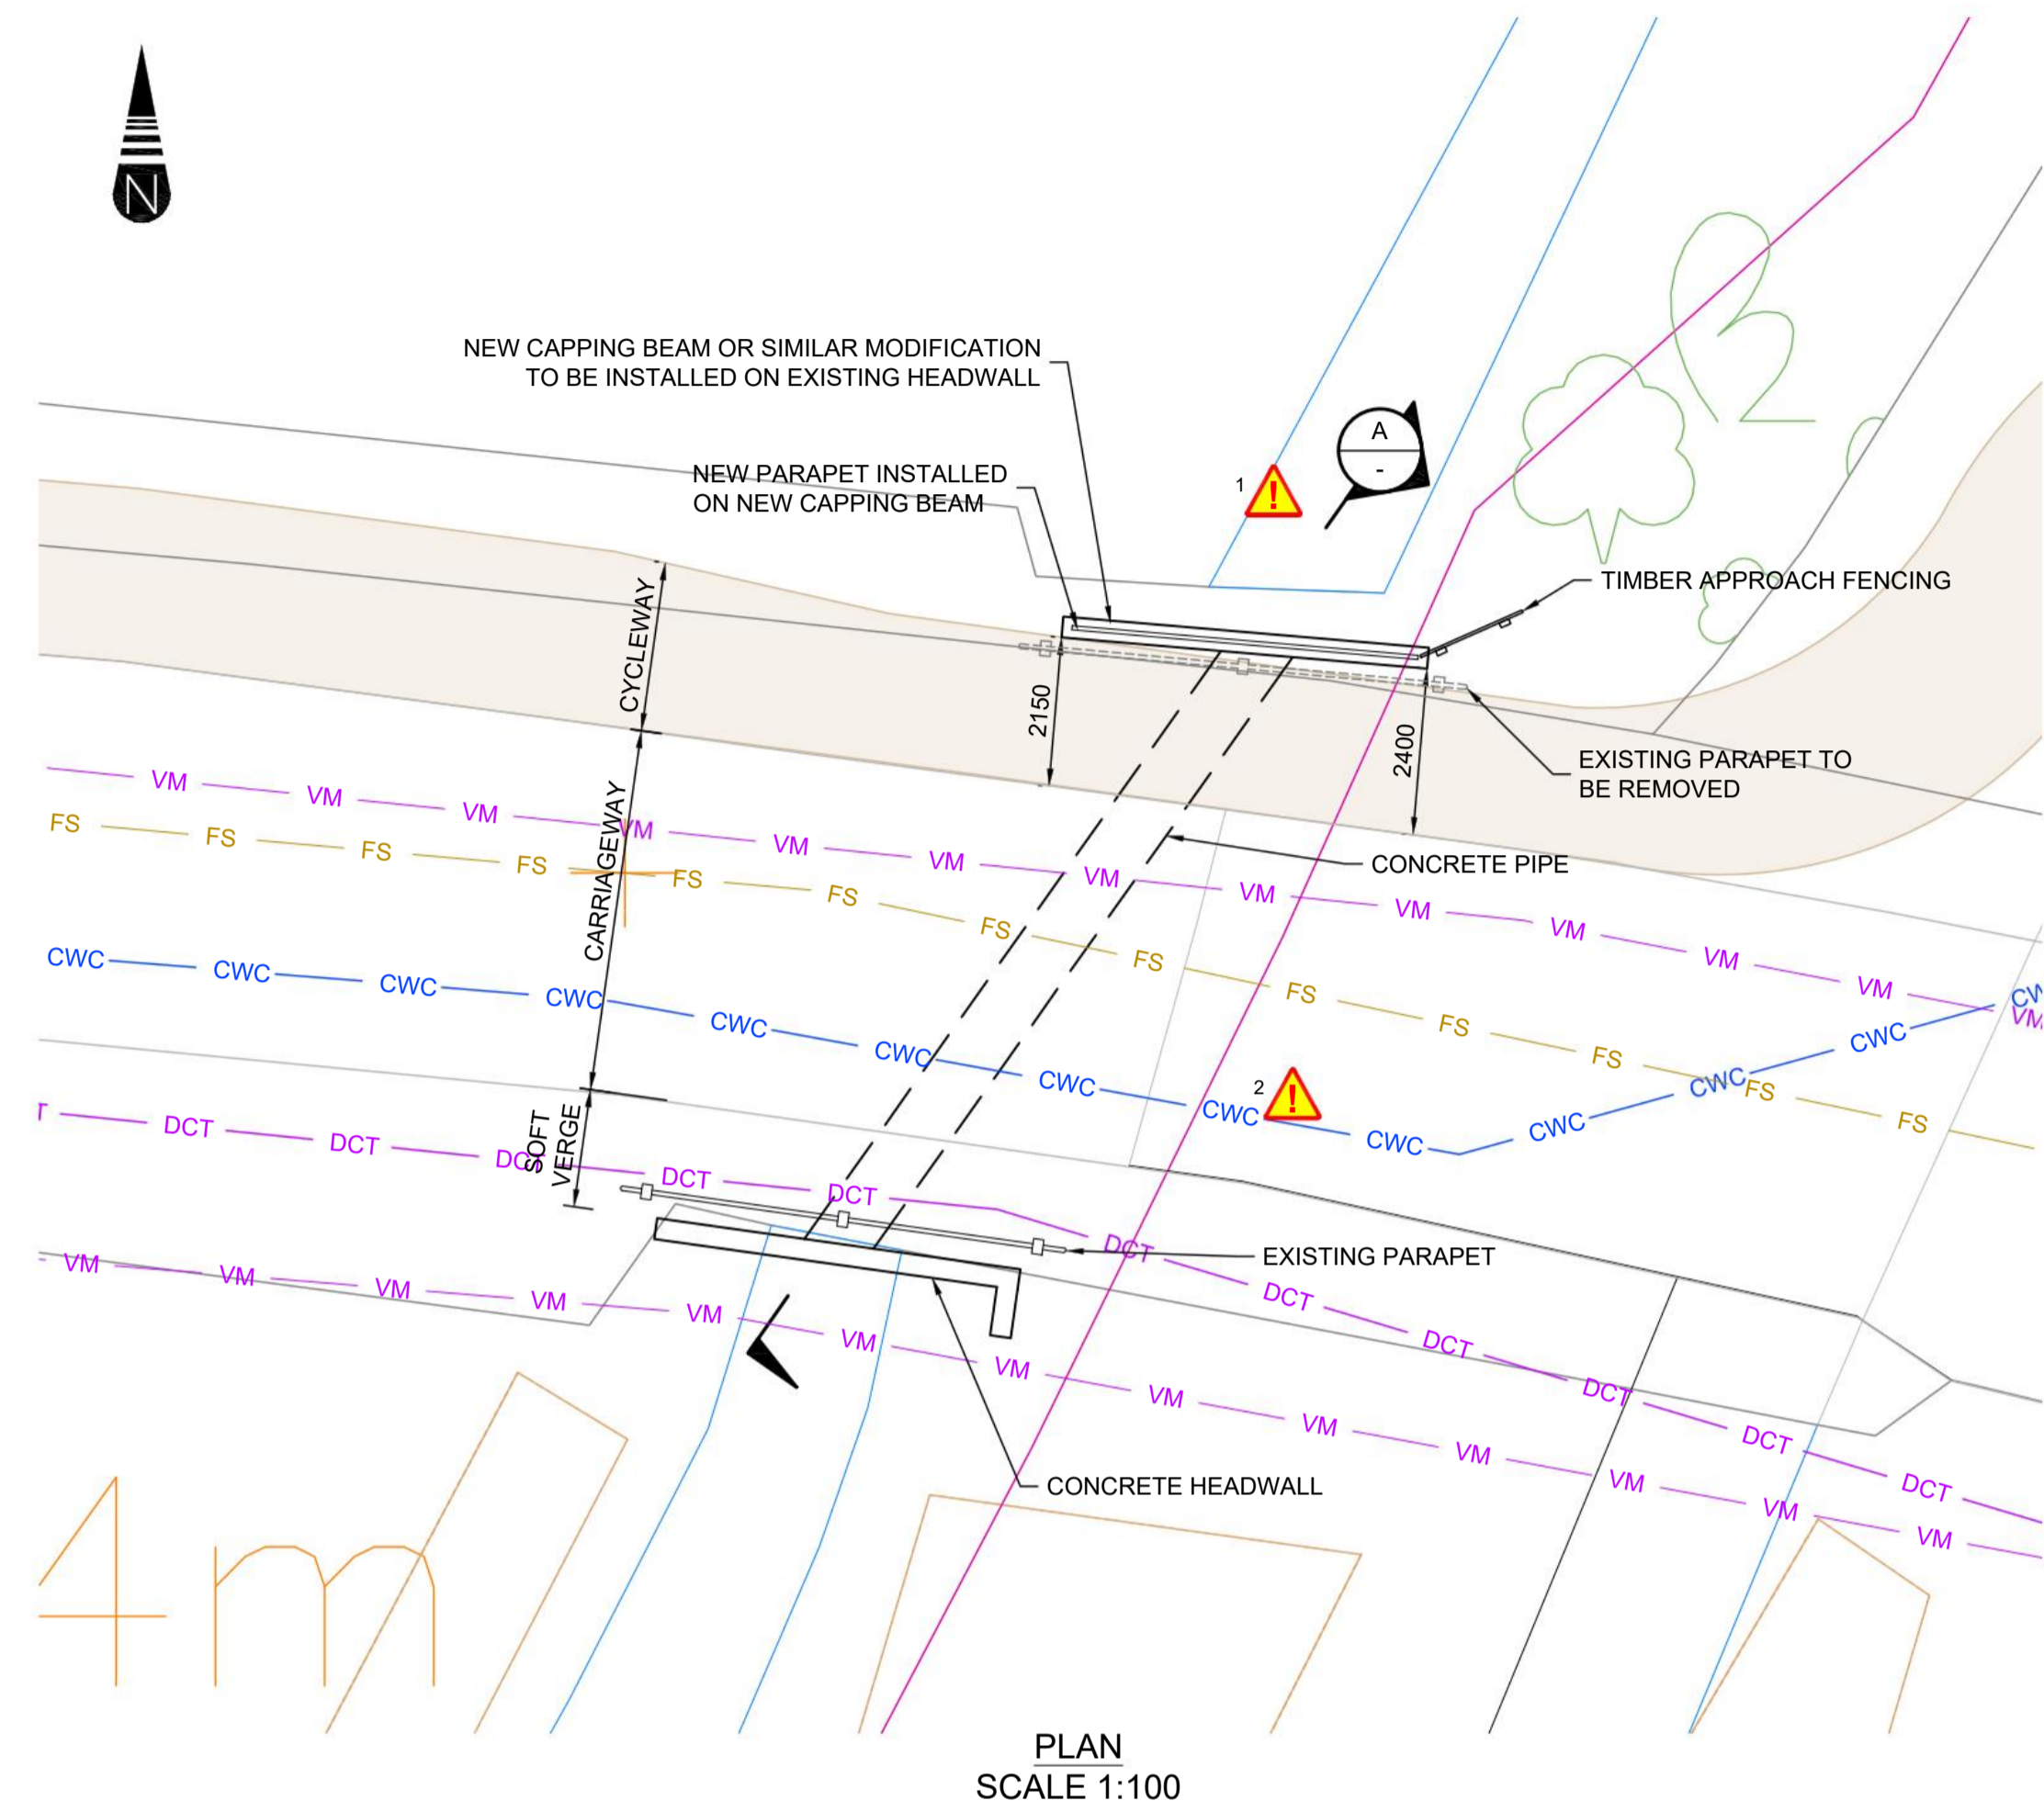 N
NEW CAPPING BEAM OR SIMILAR MODIFICATION
TO BE INSTALLED ON EXISTING HEADWALL
A
-
NEW PARAPET INSTALLED
ON NEW CAPPING BEAM
1
TIMBER APPROACH FENCING
CYCLEWAY
2150
2400
EXISTING PARAPET TO
BE REMOVED
CARRIAGEWAY
CONCRETE PIPE
VM VM VM VM VM VM VM VM VM VM VM VM VM
FS FS FS FS FS FS FS FS FS FS FS FS FS
CWC CWC CWC CWC CWC CWC CWC CWC CWC CWC CWC CWC CW
2
SOFT
VERGE
T DCT DCT DCT DCT DCT DCT DCT DCT DCT DCT DCT
EXISTING PARAPET
VM VM VM VM VM VM VM VM VM VM VM VM VM
CONCRETE HEADWALL
4m
PLAN
SCALE 1:100